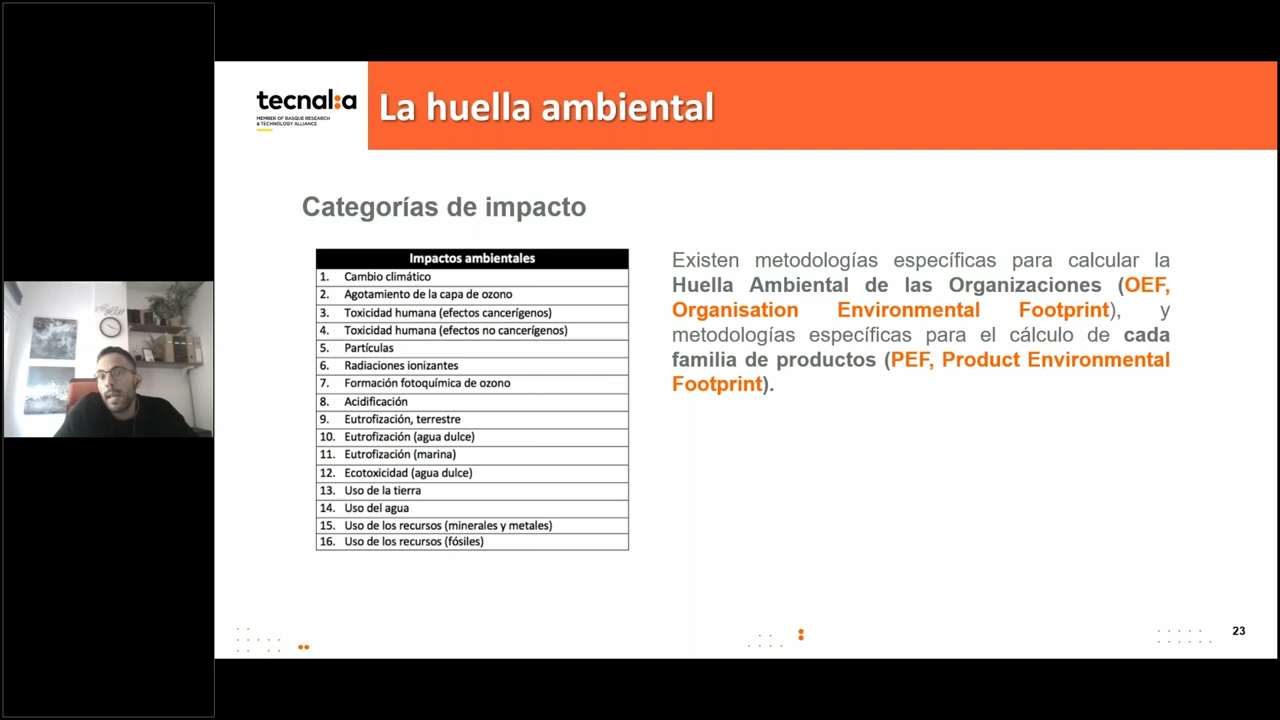 tecnal:a
MEMBER OF BASQUE RESEARCH
& TECHNOLOGY ALLIANCE
La huella ambiental
Categorías de impacto
Impactos ambientales
1. Cambio climático
2. Agotamiento de la capa de ozono
3. Toxicidad humana (efectos cancerígenos)
4. Toxicidad humana (efectos no cancerígenos)
5. Partículas
6. Radiaciones ionizantes
7. Formación fotoquímica de ozono
8. Acidificación
9. Eutrofización, terrestre
10. Eutrofización (agua dulce)
11. Eutrofización (marina)
12. Ecotoxicidad (agua dulce)
13. Uso de la tierra
14. Uso del agua
15. Uso de los recursos (minerales y metales)
16. Uso de los recursos (fósiles)
Existen metodologías específicas para calcular la
Huella Ambiental de las Organizaciones (OEF,
Organisation Environmental Footprint), y
metodologías específicas para el cálculo de cada
familia de productos (PEF, Product Environmental
Footprint).
23